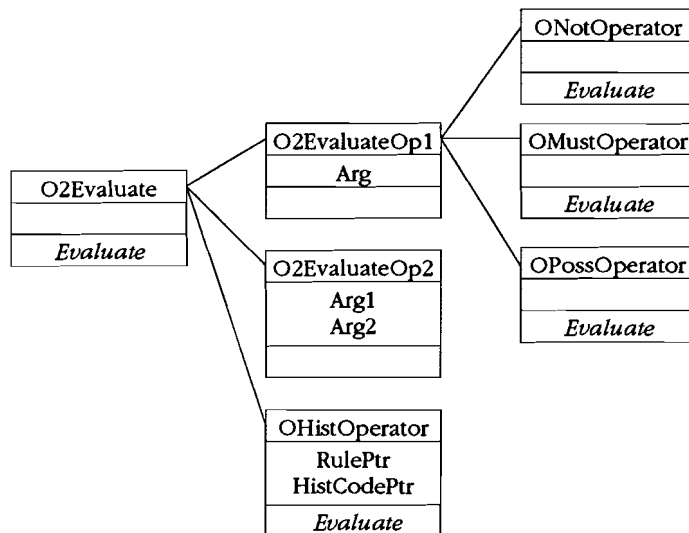 O2Evaluate
Evaluate
O2EvaluateOp1
Arg
O2EvaluateOp2
Arg1
Arg2
OHistOperator
RulePtr
HistCodePtr
Evaluate
ONotOperator
Evaluate
OMustOperator
Evaluate
OPossOperator
Evaluate